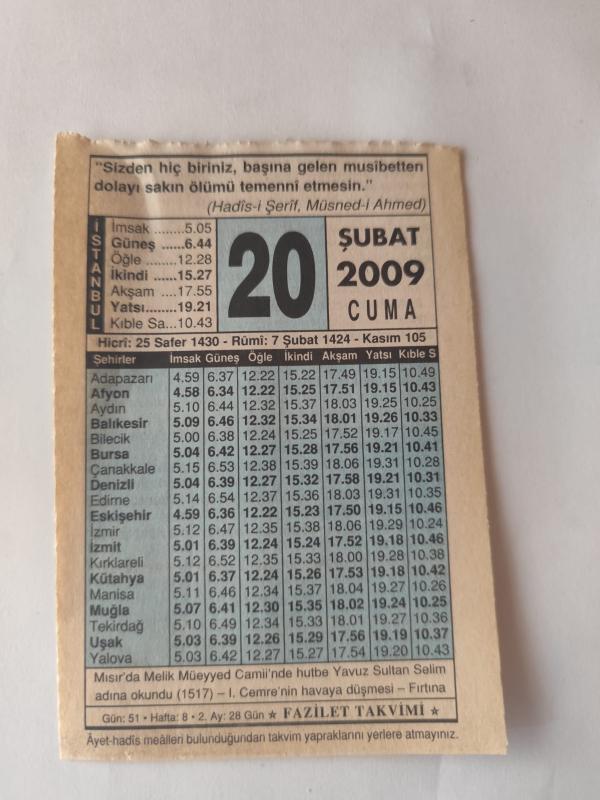 "Sizden hiç biriniz, başına gelen musîbetten
dolayı sakın ölümü temennî etmesin."
(Hadîs-i Şerîf, Müsned-i Ahmed)
İSTANBUL
İmsak ........5.05
Güneş ......6.44
Öğle ........12.28
İkindi ......15.27
Akşam ....17.55
Yatsı........19.21
Kıble Sa...10.43
20
ŞUBAT
2009
CUMA
Hicrî: 25 Safer 1430 - Rûmî: 7 Şubat 1424 - Kasım 105
Şehirler İmsak Güneş Öğle İkindi Akşam Yatsı Kıble S
Adapazarı 4.59 6.37 12.22 15.22 17.49 19.15 10.49
Afyon 4.58 6.34 12.22 15.25 17.51 19.15 10.43
Aydın 5.10 6.44 12.32 15.37 18.03 19.25 10.25
Balıkesir 5.09 6.46 12.32 15.34 18.01 19.26 10.33
Bilecik 5.00 6.38 12.24 15.25 17.52 19.17 10.45
Bursa 5.04 6.42 12.27 15.28 17.56 19.21 10.41
Çanakkale 5.15 6.53 12.38 15.39 18.06 19.31 10.28
Denizli 5.04 6.39 12.27 15.32 17.58 19.21 10.31
Edirne 5.14 6.54 12.37 15.36 18.03 19.31 10.35
Eskişehir 4.59 6.36 12.22 15.23 17.50 19.15 10.46
İzmir 5.12 6.47 12.35 15.38 18.06 19.29 10.24
İzmit 5.01 6.39 12.24 15.24 17.52 19.18 10.46
Kırklareli 5.12 6.52 12.35 15.33 18.00 19.28 10.38
Kütahya 5.01 6.37 12.24 15.26 17.53 19.18 10.42
Manisa 5.11 6.46 12.34 15.37 18.04 19.27 10.26
Muğla 5.07 6.41 12.30 15.35 18.02 19.24 10.25
Tekirdağ 5.10 6.49 12.34 15.33 18.01 19.27 10.36
Uşak 5.03 6.39 12.26 15.29 17.56 19.19 10.37
Yalova 5.03 6.42 12.27 15.27 17.54 19.20 10.43
Mısır'da Melik Müeyyed Camii'nde hutbe Yavuz Sultan Selim
adına okundu (1517) – I. Cemre'nin havaya düşmesi – Fırtına
Gün: 51 • Hafta: 8 • 2. Ay: 28 Gün ★ FAZİLET TAKVİMİ ★
Âyet-hadîs meâlleri bulunduğundan takvim yapraklarını yerlere atmayınız.